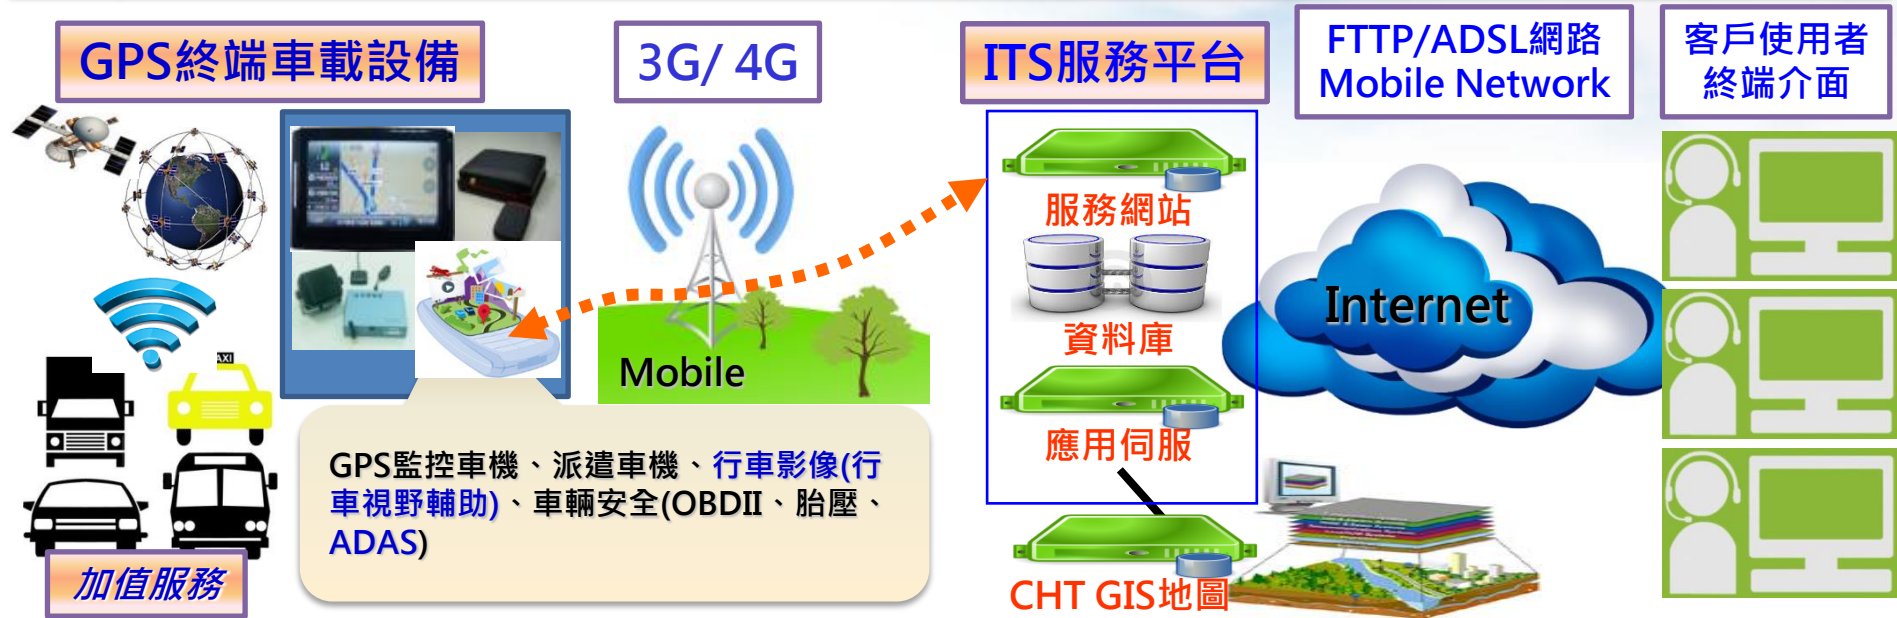 GPS終端車載設備
3G/ 4G
ITS服務平台
FTTP/ADSL網路
Mobile Network
客戶使用者
終端介面
服務網站
資料庫
應用伺服
CHT GIS地圖
Internet
Mobile
AXI
GPS監控車機、派遣車機、行車影像(行
車視野輔助)、車輛安全(OBDII、胎壓、
ADAS)
加值服務